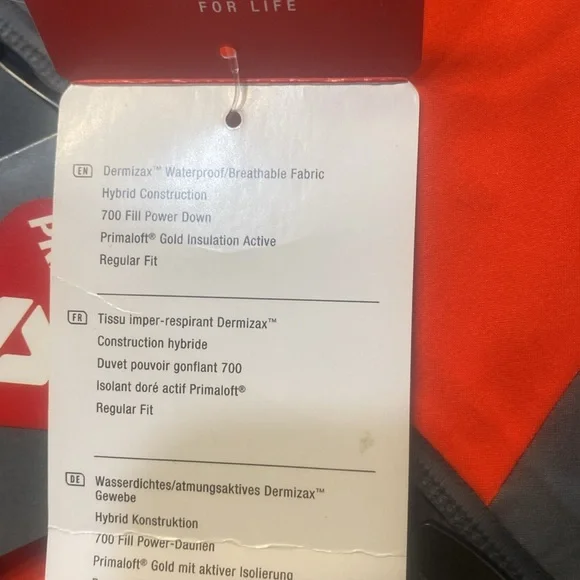 FOR LIFE
EN Dermizax™ Waterproof/Breathable Fabric
Hybrid Construction
700 Fill Power Down
Primaloft® Gold Insulation Active
Regular Fit
FR Tissu imper-respirant Dermizax™
Construction hybride
Duvet pouvoir gonflant 700
Isolant doré actif Primaloft®
Regular Fit
DE Wasserdichtes/atmungsaktives Dermizax™
Gewebe
Hybrid Konstruktion
700 Fill Power-Daunen
Primaloft® Gold mit aktiver Isolierung